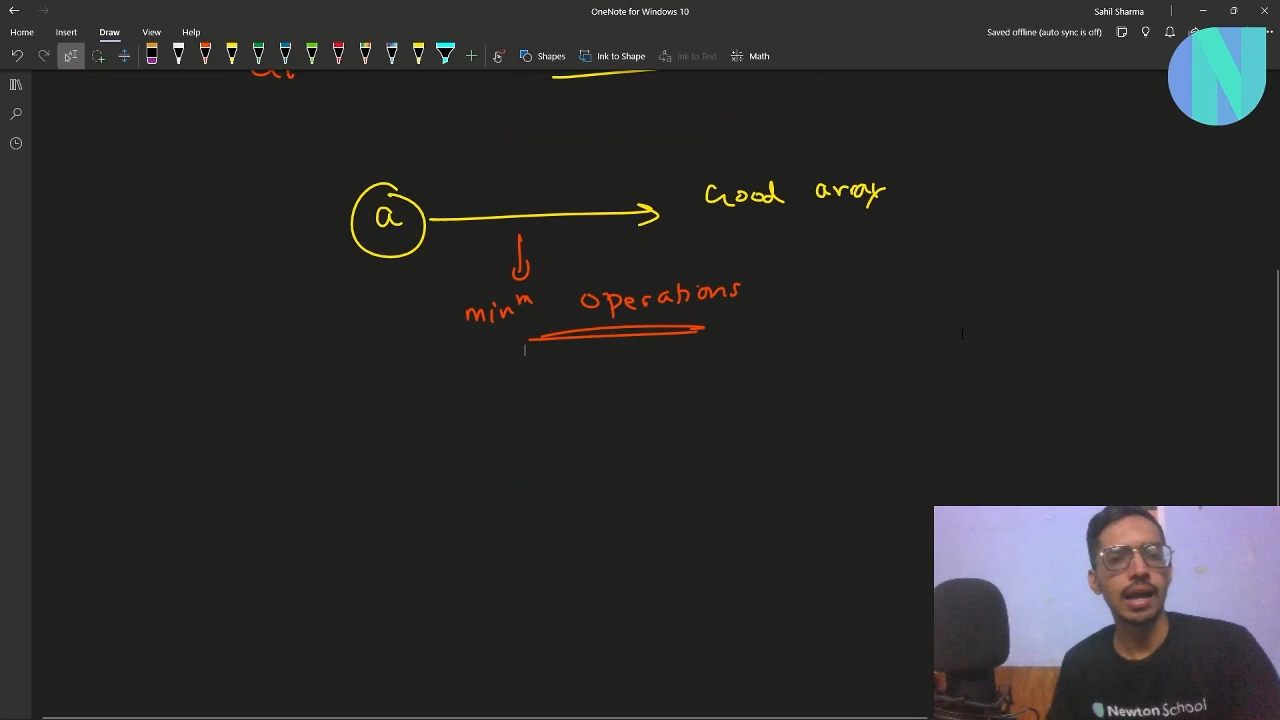 OneNote for Windows 10
Sahil Sharma
Home Insert Draw View Help
Saved offline (auto sync is off)
Shapes Ink to Shape Ink to Text Math
a
Good array
minᵐ operations
Newton School